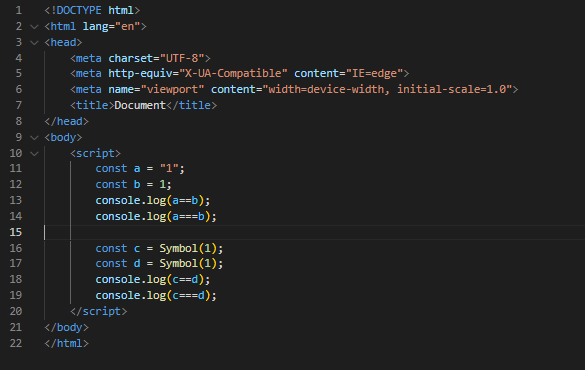 1 <!DOCTYPE html>
2 <html lang="en">
3 <head>
4     <meta charset="UTF-8">
5     <meta http-equiv="X-UA-Compatible" content="IE=edge">
6     <meta name="viewport" content="width=device-width, initial-scale=1.0">
7     <title>Document</title>
8 </head>
9 <body>
10     <script>
11         const a = "1";
12         const b = 1;
13         console.log(a==b);
14         console.log(a===b);
15
16         const c = Symbol(1);
17         const d = Symbol(1);
18         console.log(c==d);
19         console.log(c===d);
20     </script>
21 </body>
22 </html>